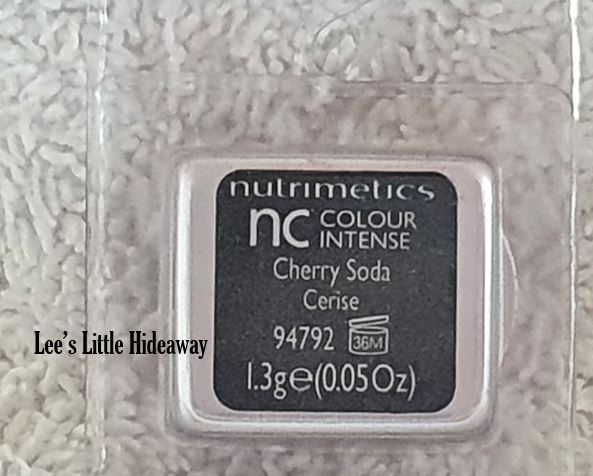 nutrimetics
nc COLOUR INTENSE
Cherry Soda
Cerise
Lee's Little Hideaway
94792 36M
1.3g℮(0.05Oz)